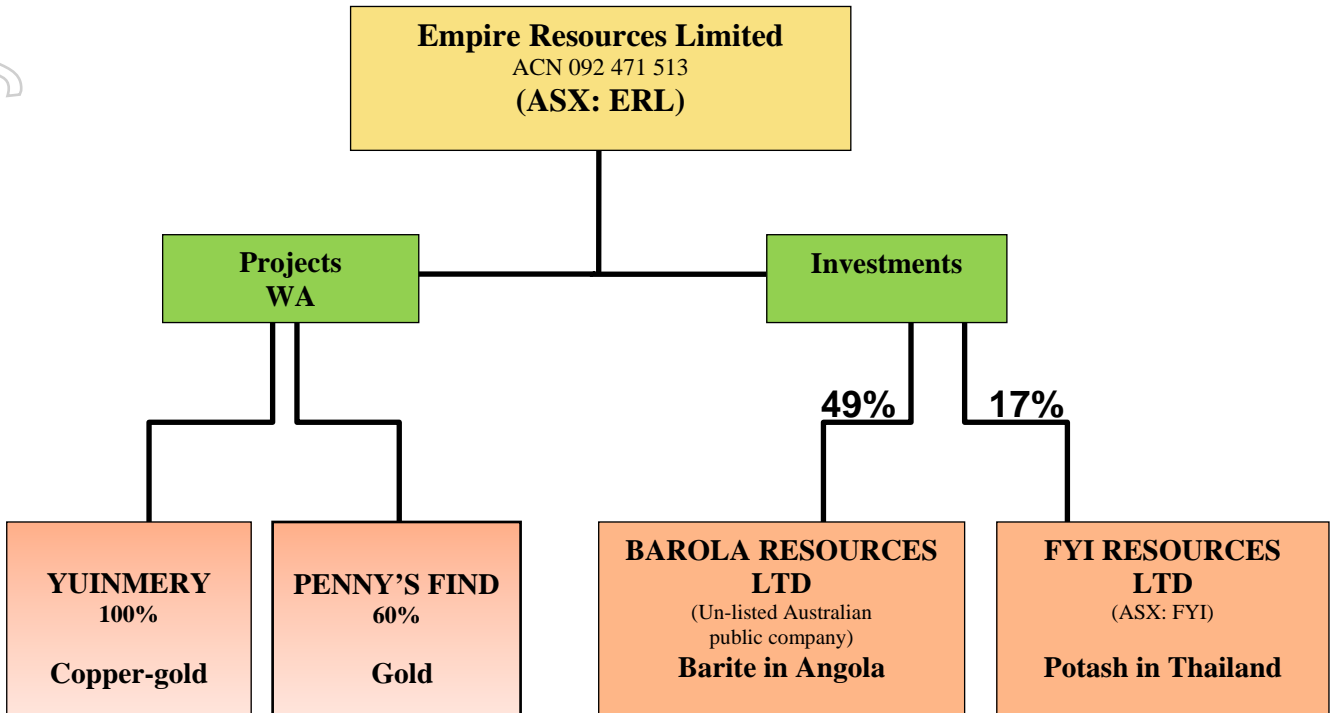 Empire Resources Limited
ACN 092 471 513
(ASX: ERL)
Projects
WA
Investments
49%
17%
YUINMERY
100%
Copper-gold
PENNY'S FIND
60%
Gold
BAROLA RESOURCES
LTD
(Un-listed Australian
public company)
Barite in Angola
FYI RESOURCES
LTD
(ASX: FYI)
Potash in Thailand